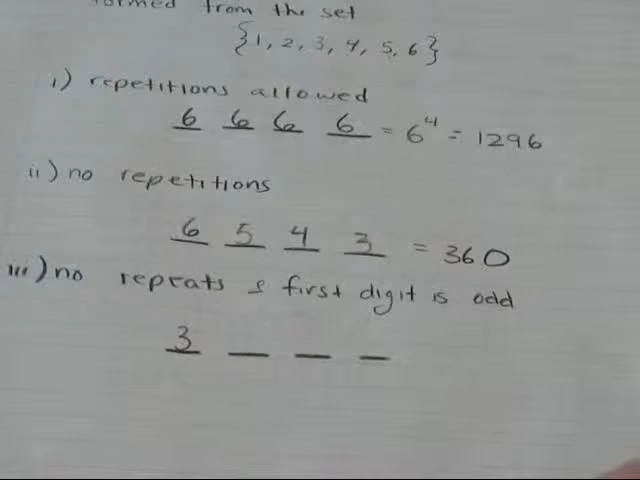 formed from the set
{1, 2, 3, 4, 5, 6}
i) repetitions allowed
6 6 6 6 = 6⁴ = 1296
ii) no repetitions
6 5 4 3 = 360
iii) no repeats & first digit is odd
3 _ _ _